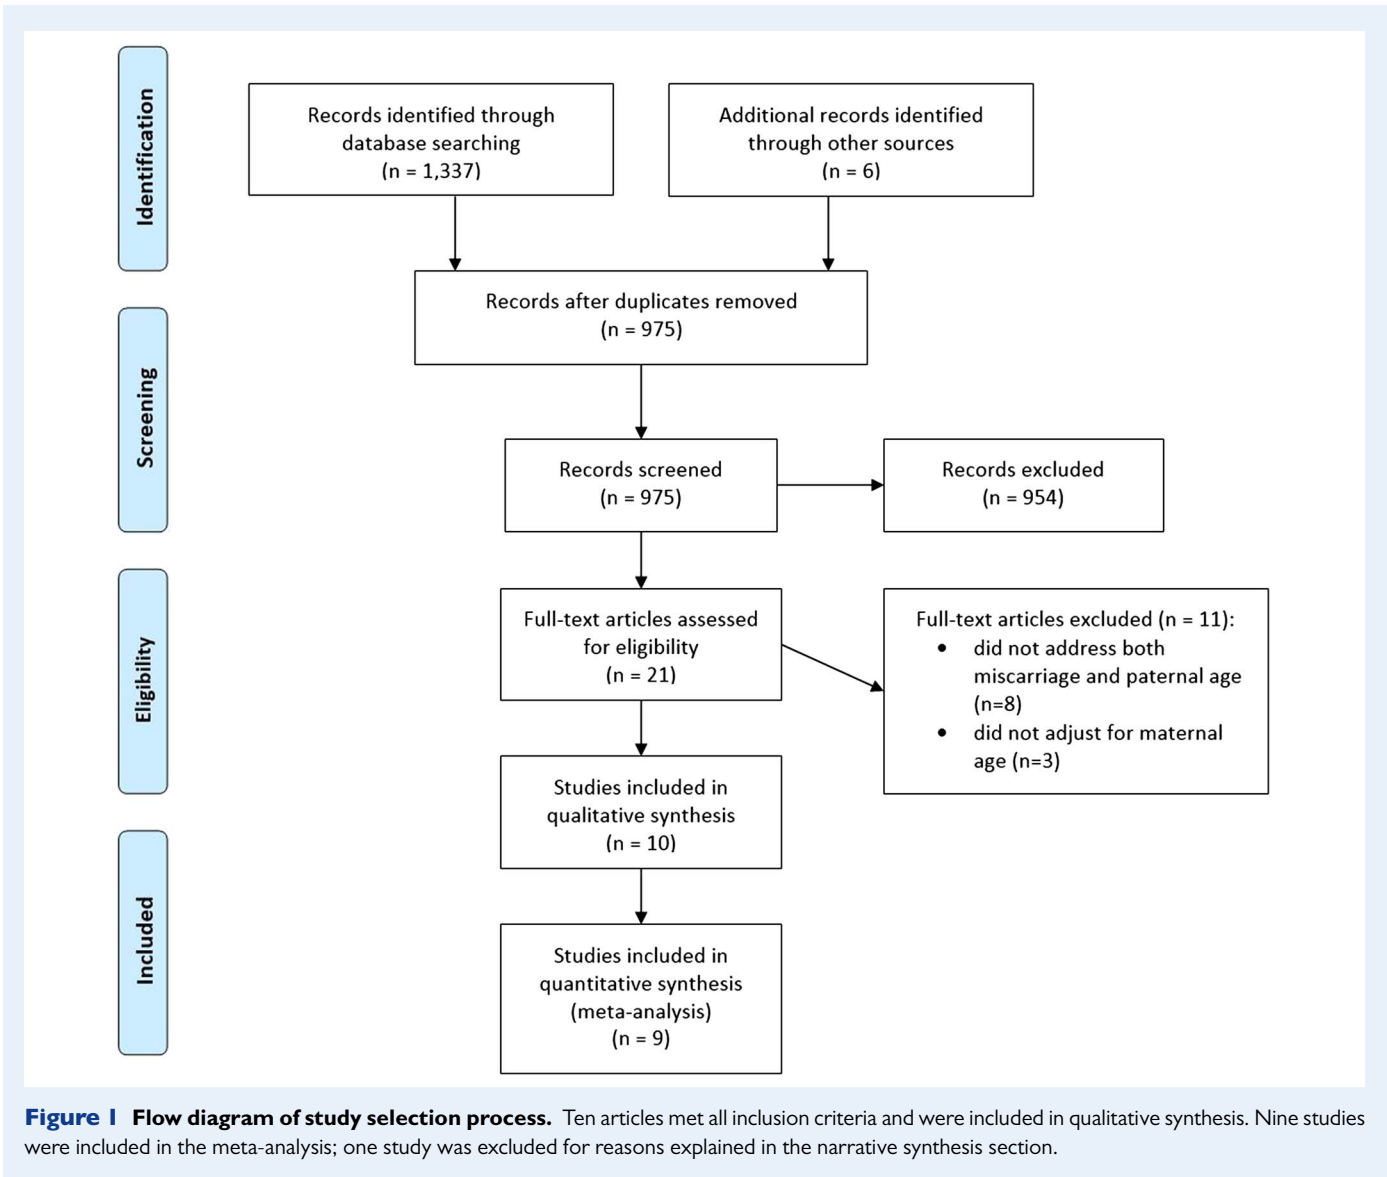 Identification
Records identified through
database searching
(n = 1,337)
Additional records identified
through other sources
(n = 6)
Records after duplicates removed
(n = 975)
Screening
Records screened
(n = 975)
Records excluded
(n = 954)
Eligibility
Full-text articles assessed
for eligibility
(n = 21)
Full-text articles excluded (n = 11):
• did not address both
miscarriage and paternal age
(n=8)
• did not adjust for maternal
age (n=3)
Studies included in
qualitative synthesis
(n = 10)
Included
Studies included in
quantitative synthesis
(meta-analysis)
(n = 9)
Figure 1 Flow diagram of study selection process. Ten articles met all inclusion criteria and were included in qualitative synthesis. Nine studies
were included in the meta-analysis; one study was excluded for reasons explained in the narrative synthesis section.